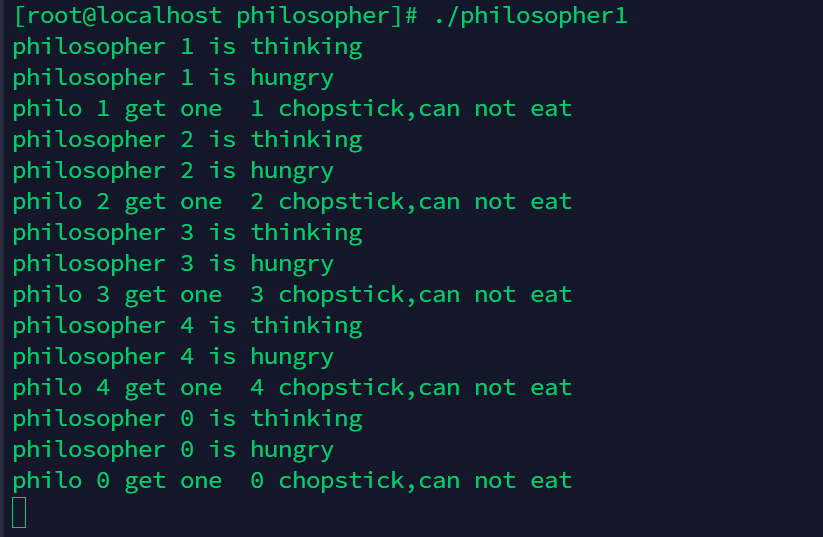 [root@localhost philosopher]# ./philosopher1
philosopher 1 is thinking
philosopher 1 is hungry
philo 1 get one  1 chopstick,can not eat
philosopher 2 is thinking
philosopher 2 is hungry
philo 2 get one  2 chopstick,can not eat
philosopher 3 is thinking
philosopher 3 is hungry
philo 3 get one  3 chopstick,can not eat
philosopher 4 is thinking
philosopher 4 is hungry
philo 4 get one  4 chopstick,can not eat
philosopher 0 is thinking
philosopher 0 is hungry
philo 0 get one  0 chopstick,can not eat